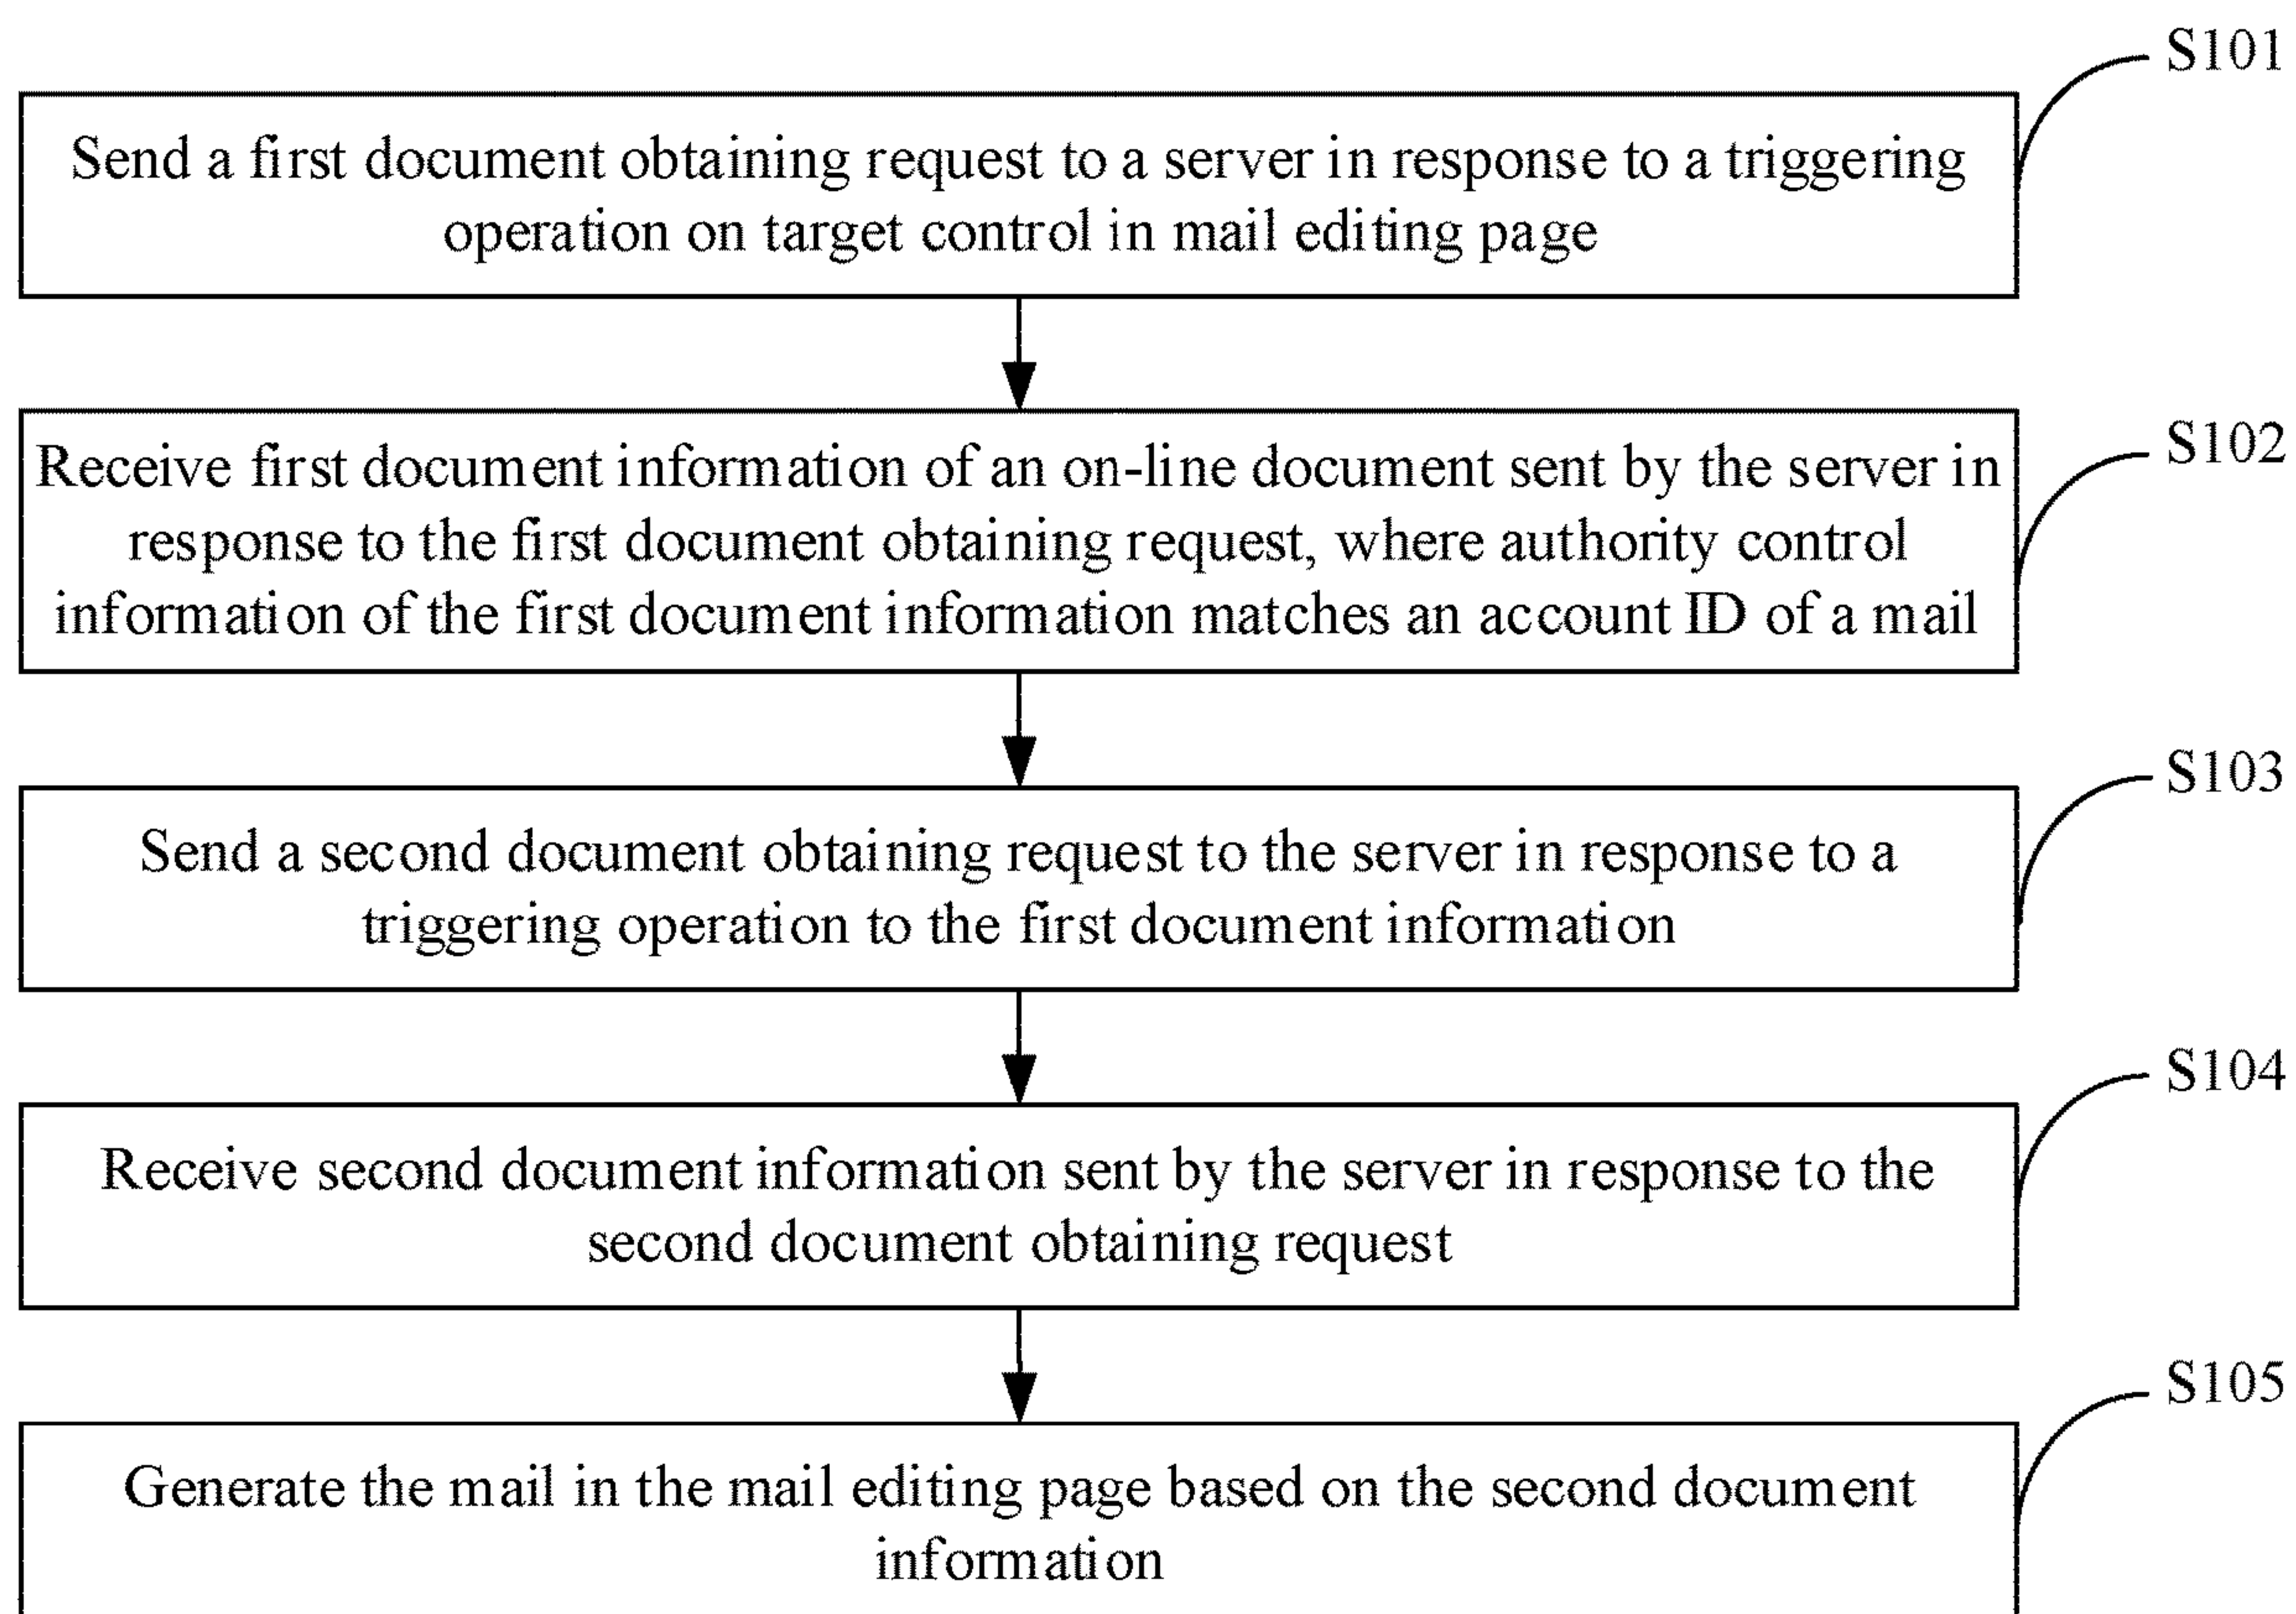 S101
Send a first document obtaining request to a server in response to a triggering
operation on target control in mail editing page
S102
Receive first document information of an on-line document sent by the server in
response to the first document obtaining request, where authority control
information of the first document information matches an account ID of a mail
S103
Send a second document obtaining request to the server in response to a
triggering operation to the first document information
S104
Receive second document information sent by the server in response to the
second document obtaining request
S105
Generate the mail in the mail editing page based on the second document
information